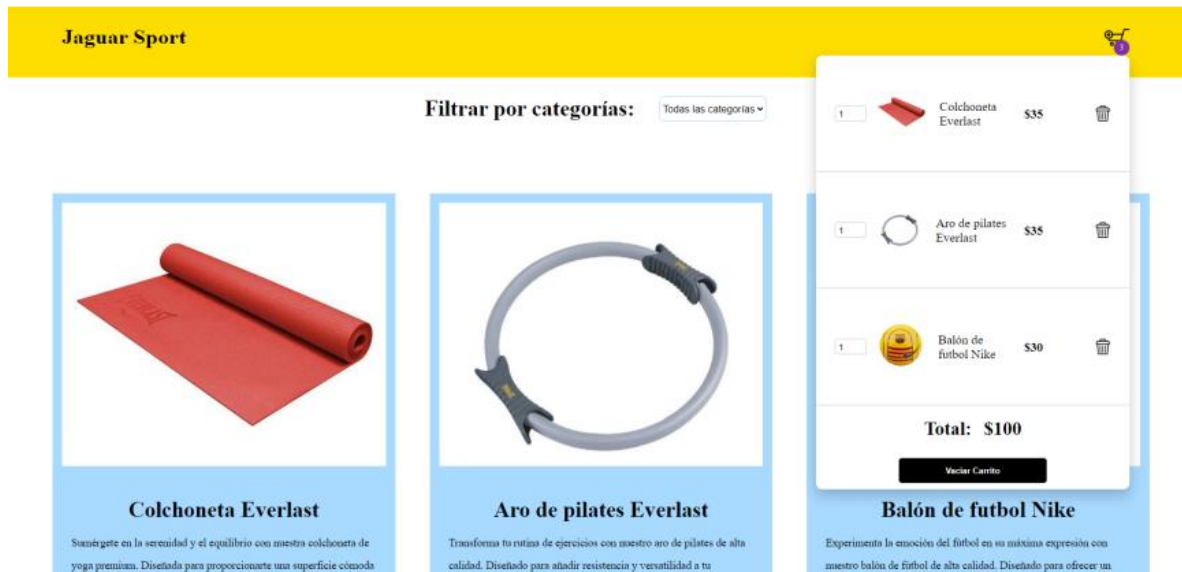 Jaguar Sport
3
Filtrar por categorías:
Todas las categorías
1
Colchoneta
Everlast
$35
1
Aro de pilates
Everlast
$35
1
Balón de
futbol Nike
$30
Total: $100
Vaciar Carrito
EVERLAST
Colchoneta Everlast
Sumérgete en la serenidad y el equilibrio con nuestra colchoneta de
yoga premium. Diseñada para proporcionarte una superficie cómoda
Aro de pilates Everlast
Transforma tu rutina de ejercicios con nuestro aro de pilates de alta
calidad. Diseñado para añadir resistencia y versatilidad a tu
Balón de futbol Nike
Experimenta la emoción del fútbol en su máxima expresión con
nuestro balón de fútbol de alta calidad. Diseñado para ofrecer un